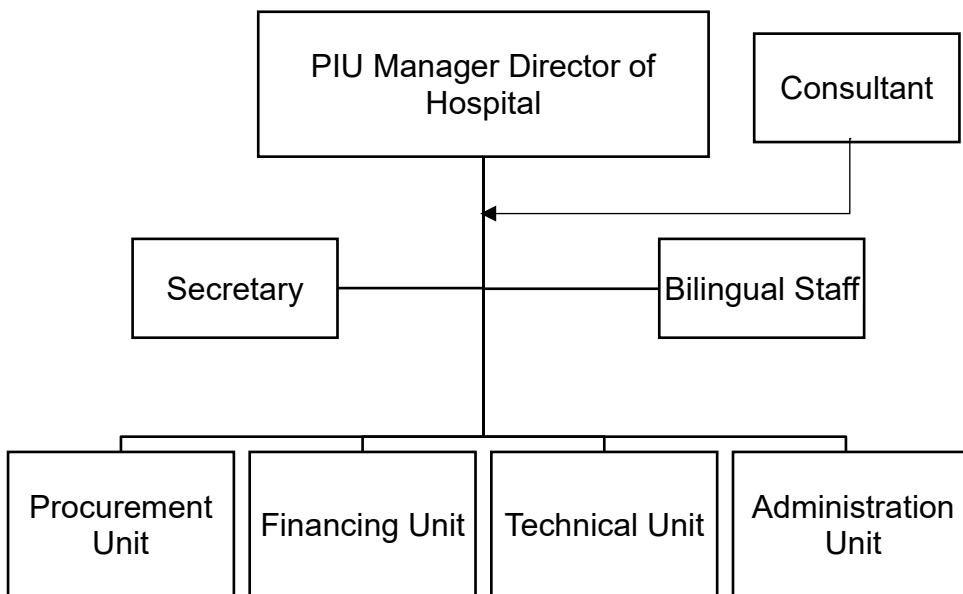 PIU Manager Director of
Hospital
Consultant
Secretary
Bilingual Staff
Procurement
Unit
Financing Unit
Technical Unit
Administration
Unit